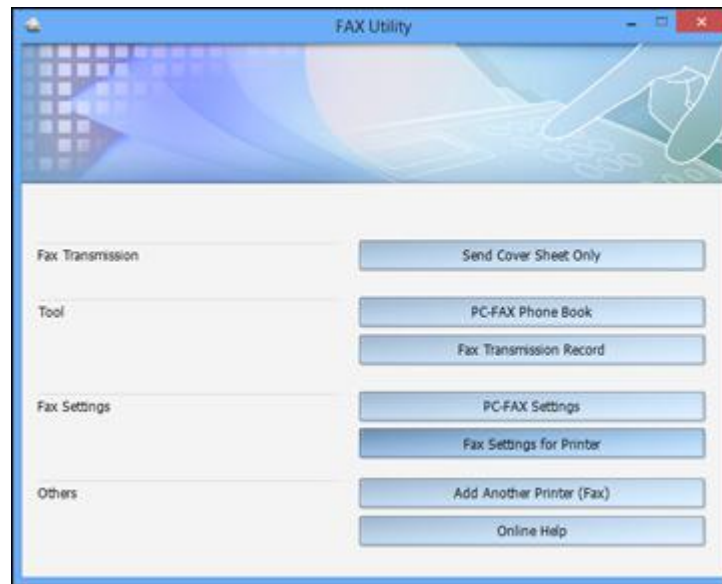 FAX Utility
Fax Transmission
Send Cover Sheet Only
Tool
PC-FAX Phone Book
Fax Transmission Record
Fax Settings
PC-FAX Settings
Fax Settings for Printer
Others
Add Another Printer (Fax)
Online Help